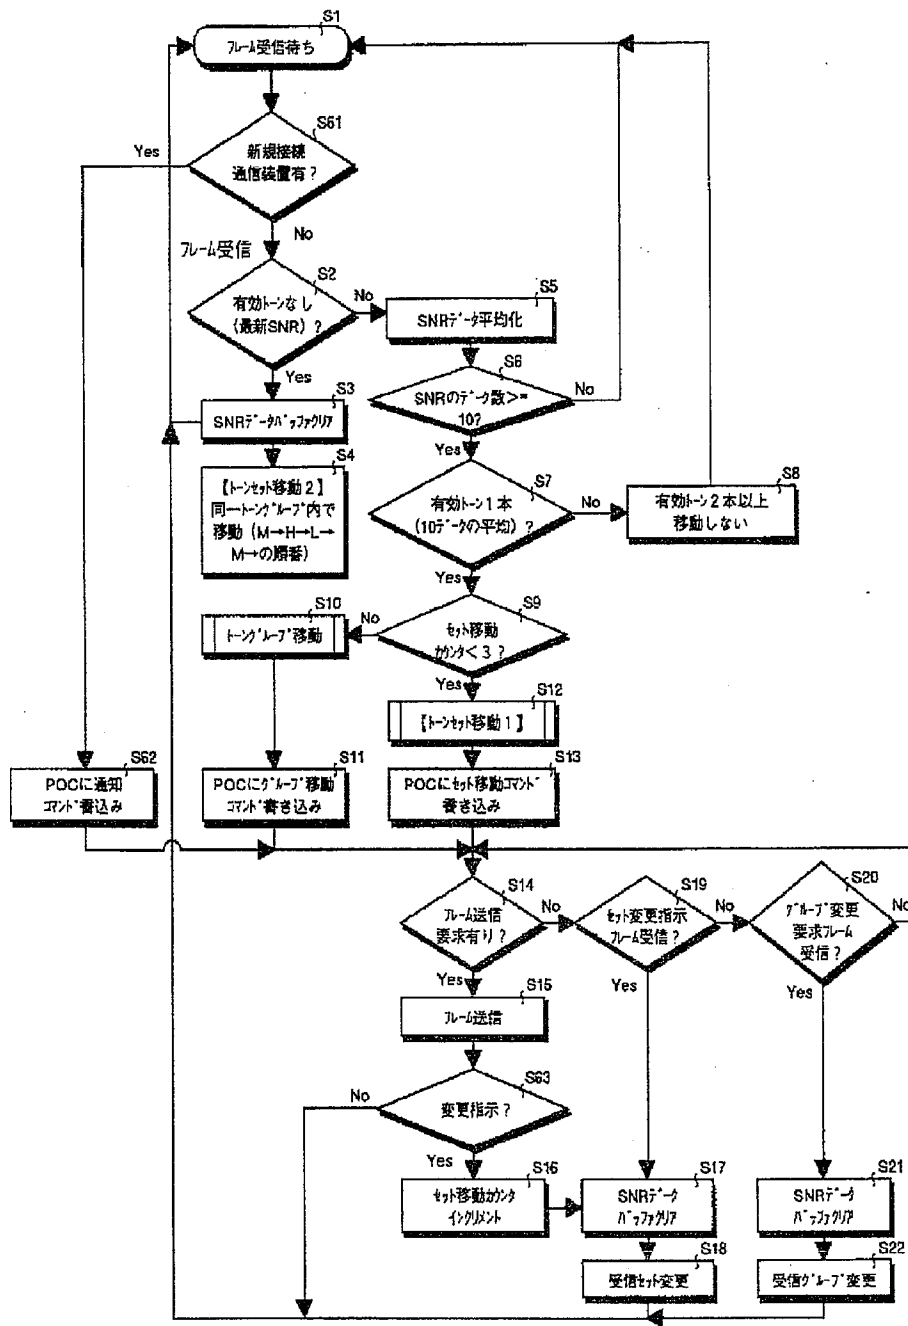 S1
ﾌﾚｰﾑ受信待ち
S61
新規接続
通信装置有？
Yes
No
ﾌﾚｰﾑ受信
S2
有効ﾄｰﾝなし
(最新SNR)？
No
Yes
S5
SNRﾃﾞｰﾀ平均化
S6
SNRのﾃﾞｰﾀ数>=
10?
No
Yes
S3
SNRﾃﾞｰﾀﾊﾞｯﾌｧｸﾘｱ
S4
【ﾄｰﾝｾｯﾄ移動２】
同一ﾄｰﾝｸﾞﾙｰﾌﾟ内で
移動（M→H→L→
M→の順番）
S7
有効ﾄｰﾝ１本
(10ﾃﾞｰﾀの平均)？
No
Yes
S8
有効ﾄｰﾝ２本以上
移動しない
S9
ｾｯﾄ移動
ｶｳﾝﾀ<３？
No
Yes
S10
ﾄｰﾝｸﾞﾙｰﾌﾟ移動
S12
【ﾄｰﾝｾｯﾄ移動１】
S62
POCに通知
ｺﾏﾝﾄﾞ書込み
S11
POCにｸﾞﾙｰﾌﾟ移動
ｺﾏﾝﾄﾞ書き込み
S13
POCにｾｯﾄ移動ｺﾏﾝﾄﾞ
書き込み
S14
ﾌﾚｰﾑ送信
要求有り？
No
Yes
S19
ｾｯﾄ変更指示
ﾌﾚｰﾑ受信？
No
Yes
S20
ｸﾞﾙｰﾌﾟ変更
要求ﾌﾚｰﾑ
受信？
No
Yes
S15
ﾌﾚｰﾑ送信
S63
変更指示？
No
Yes
S16
ｾｯﾄ移動ｶｳﾝﾀ
ｲﾝｸﾘﾒﾝﾄ
S17
SNRﾃﾞｰﾀ
ﾊﾞｯﾌｧｸﾘｱ
S21
SNRﾃﾞｰﾀ
ﾊﾞｯﾌｧｸﾘｱ
S18
受信ｾｯﾄ変更
S22
受信ｸﾞﾙｰﾌﾟ変更